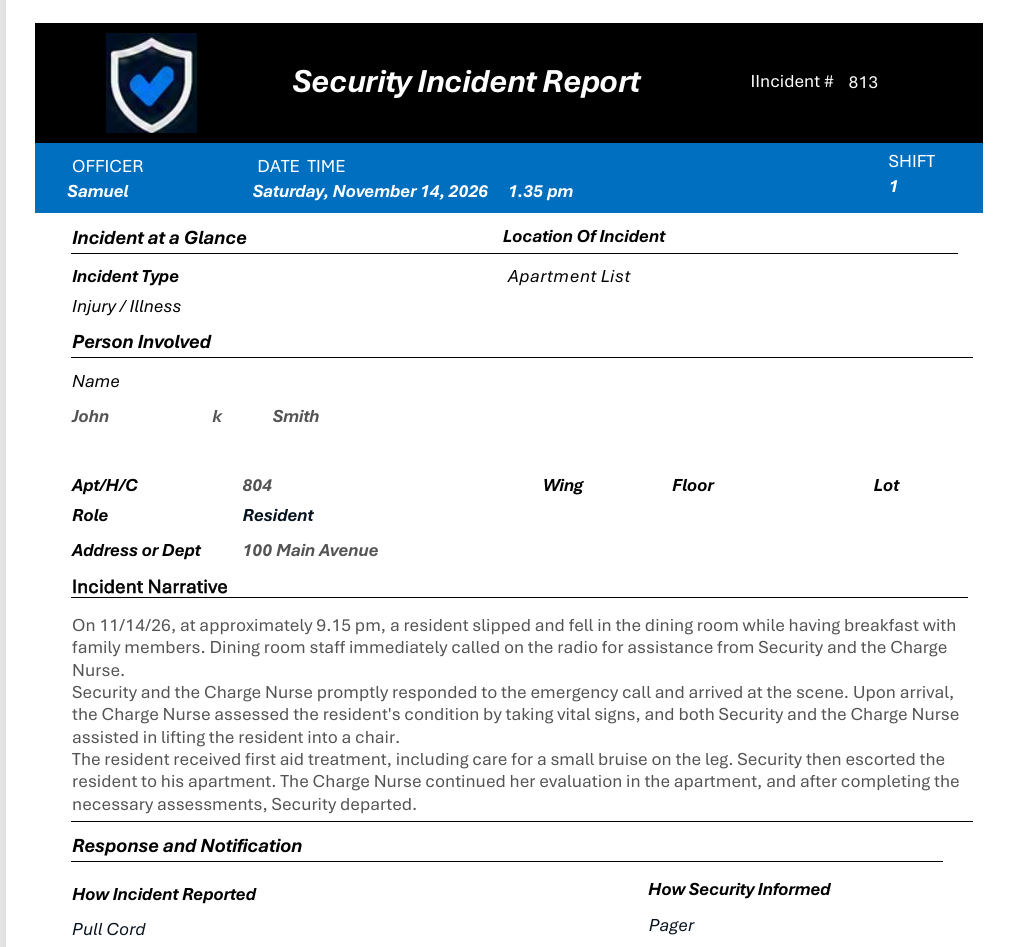 Security Incident Report
IIncident # 813
OFFICER DATE TIME SHIFT
Samuel Saturday, November 14, 2026 1.35 pm 1
Incident at a Glance Location Of Incident
Incident Type Apartment List
Injury / Illness
Person Involved
Name
John k Smith
Apt/H/C 804 Wing Floor Lot
Role Resident
Address or Dept 100 Main Avenue
Incident Narrative
On 11/14/26, at approximately 9.15 pm, a resident slipped and fell in the dining room while having breakfast with
family members. Dining room staff immediately called on the radio for assistance from Security and the Charge
Nurse.
Security and the Charge Nurse promptly responded to the emergency call and arrived at the scene. Upon arrival,
the Charge Nurse assessed the resident's condition by taking vital signs, and both Security and the Charge Nurse
assisted in lifting the resident into a chair.
The resident received first aid treatment, including care for a small bruise on the leg. Security then escorted the
resident to his apartment. The Charge Nurse continued her evaluation in the apartment, and after completing the
necessary assessments, Security departed.
Response and Notification
How Incident Reported How Security Informed
Pull Cord Pager